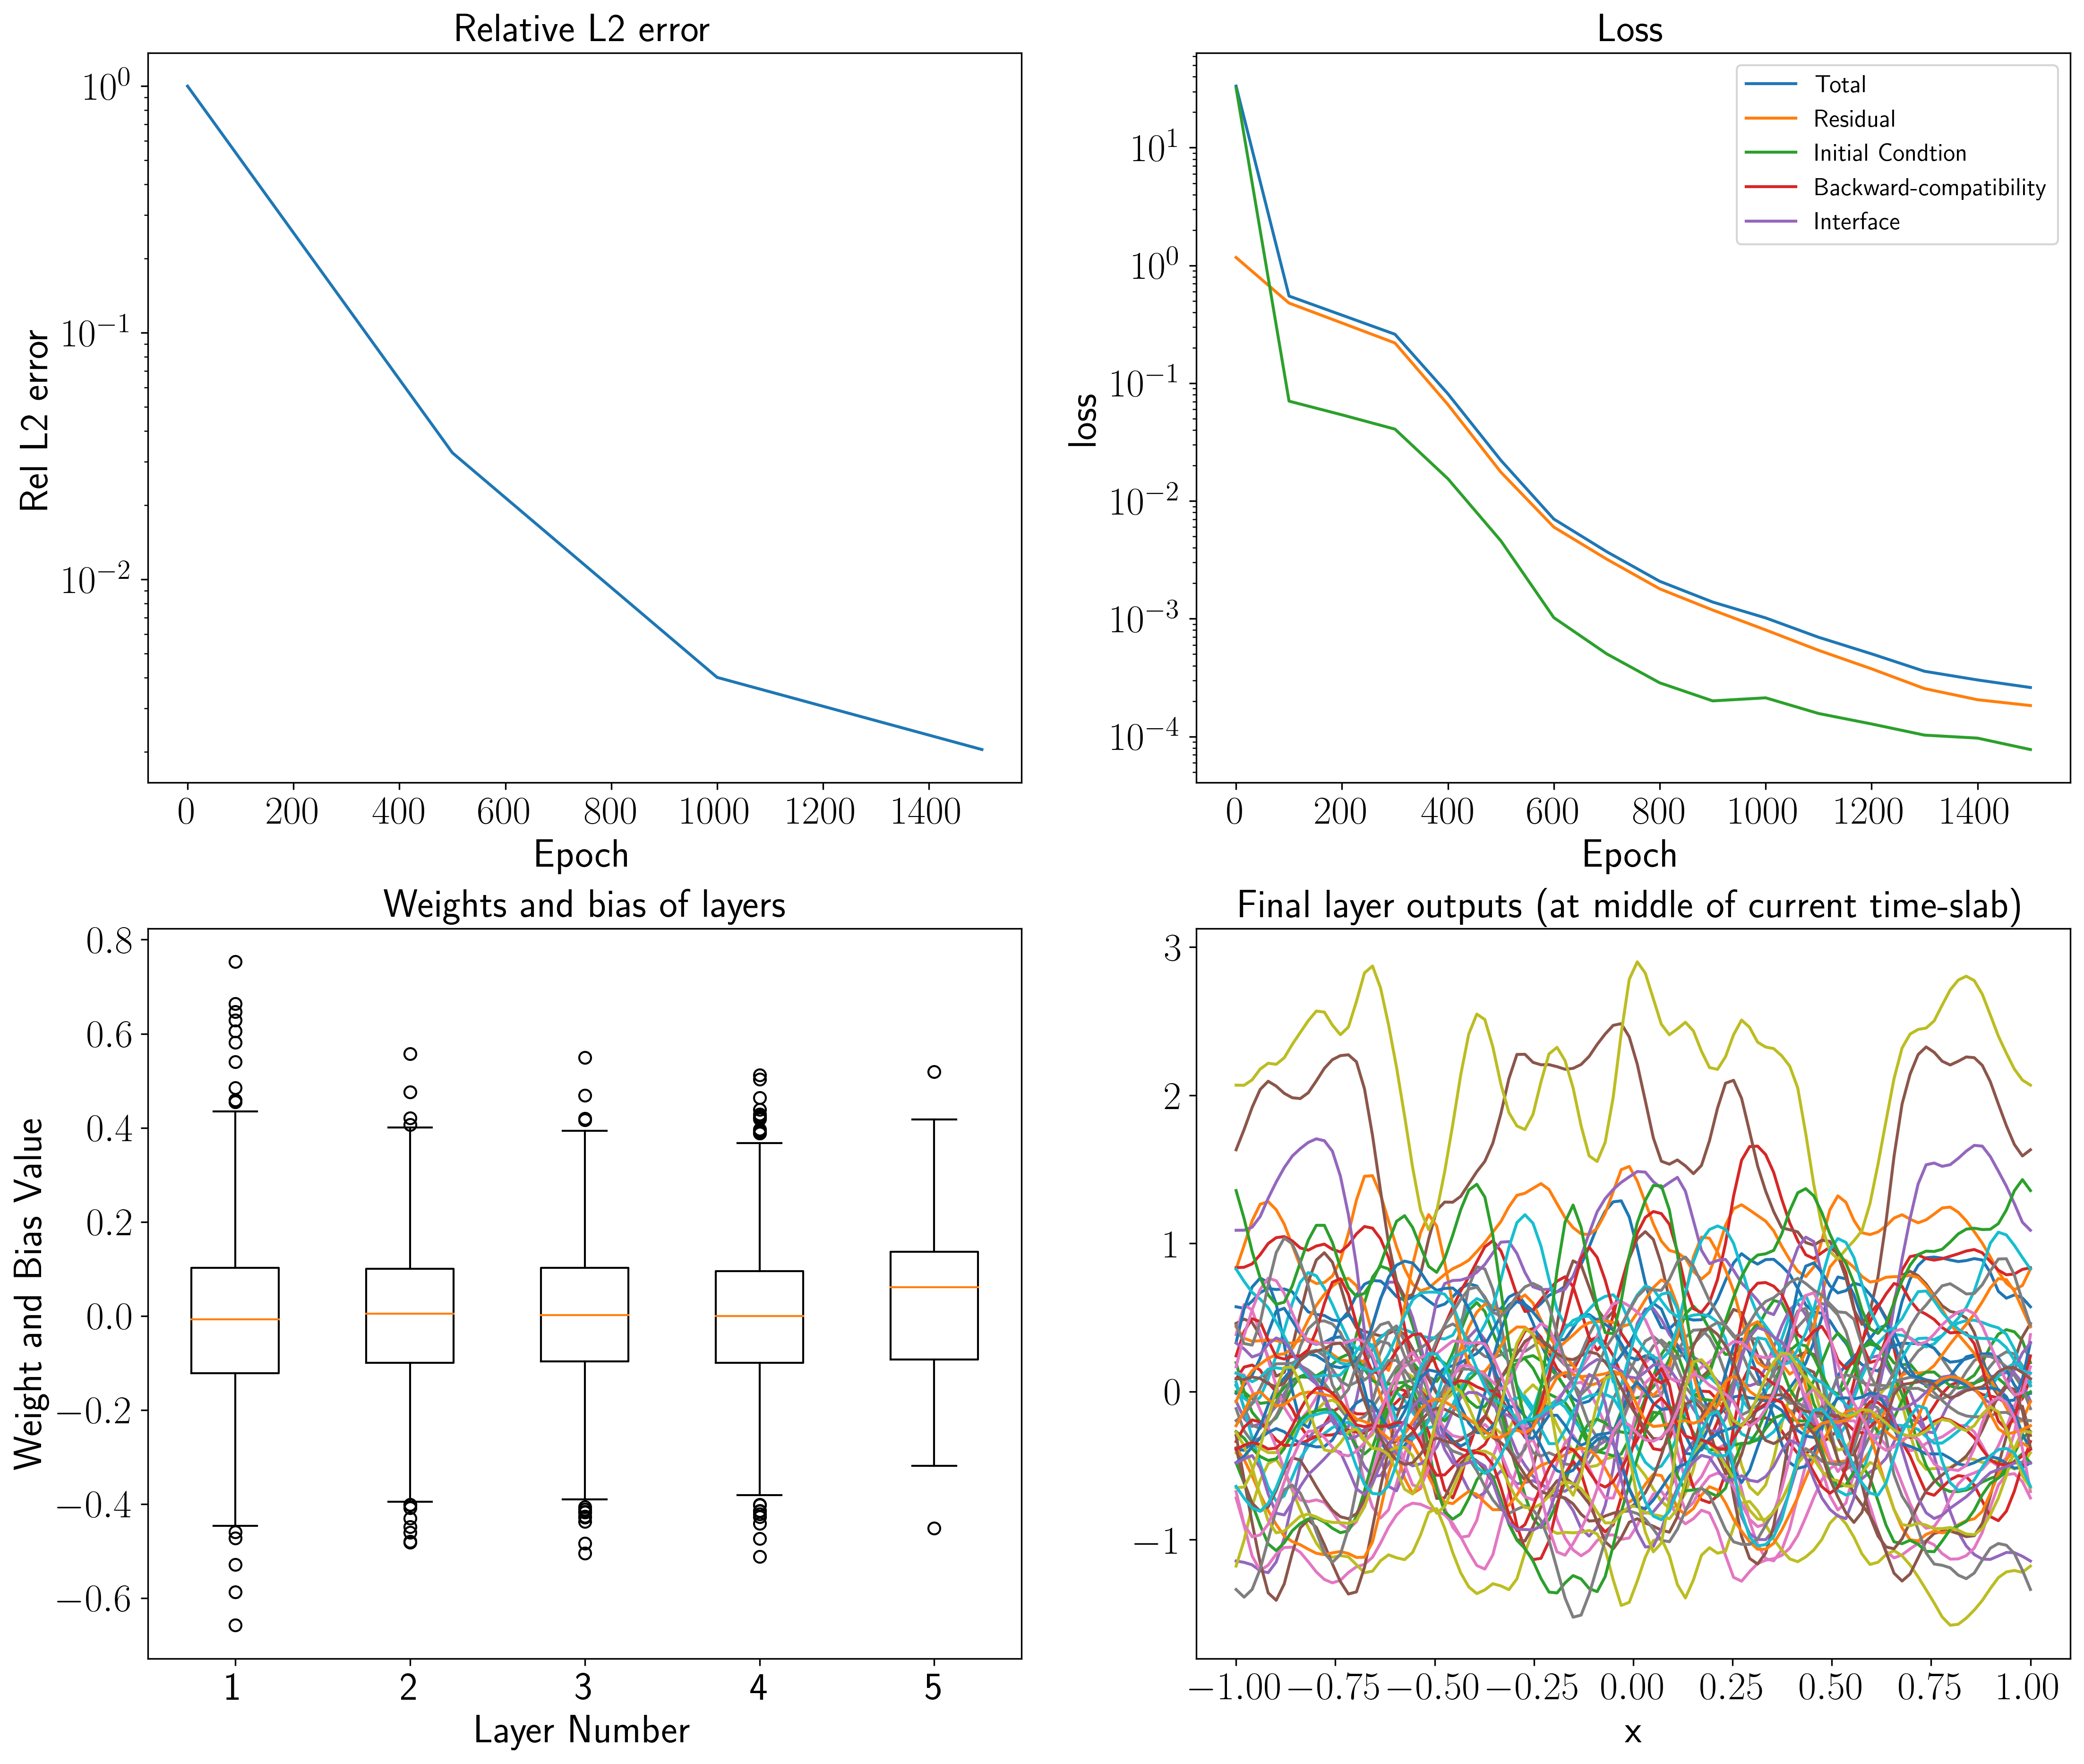 Relative L2 error
10^0
10^−1
10^−2
Rel L2 error
0 200 400 600 800 1000 1200 1400
Epoch
Loss
Total
Residual
Initial Condtion
Backward-compatibility
Interface
10^1
10^0
10^−1
10^−2
10^−3
10^−4
loss
0 200 400 600 800 1000 1200 1400
Epoch
Weights and bias of layers
0.8
0.6
0.4
0.2
0.0
−0.2
−0.4
−0.6
Weight and Bias Value
1 2 3 4 5
Layer Number
Final layer outputs (at middle of current time-slab)
3
2
1
0
−1
−1.00 −0.75 −0.50 −0.25 0.00 0.25 0.50 0.75 1.00
x